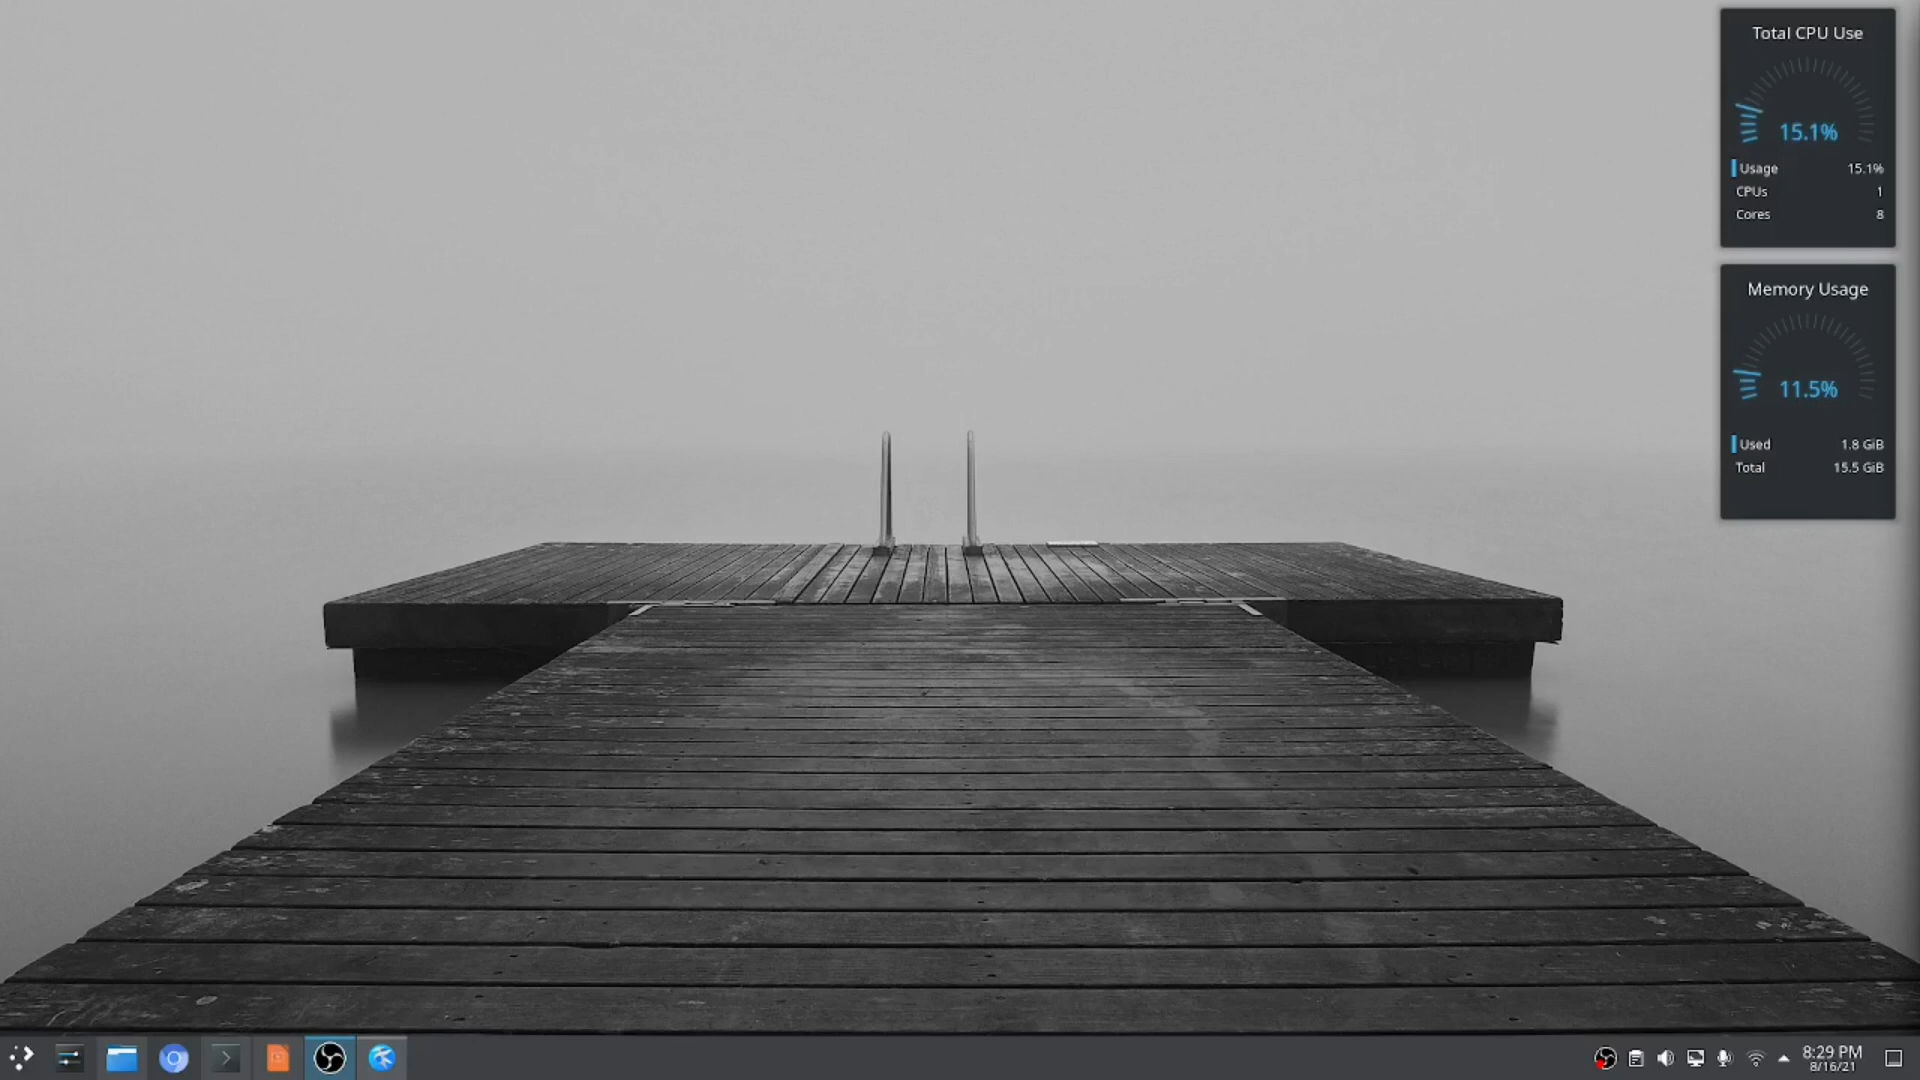 Total CPU Use
15.1%
Usage 15.1%
CPUs 1
Cores 8
Memory Usage
11.5%
Used 1.8 GiB
Total 15.5 GiB
8:29 PM
8/16/21